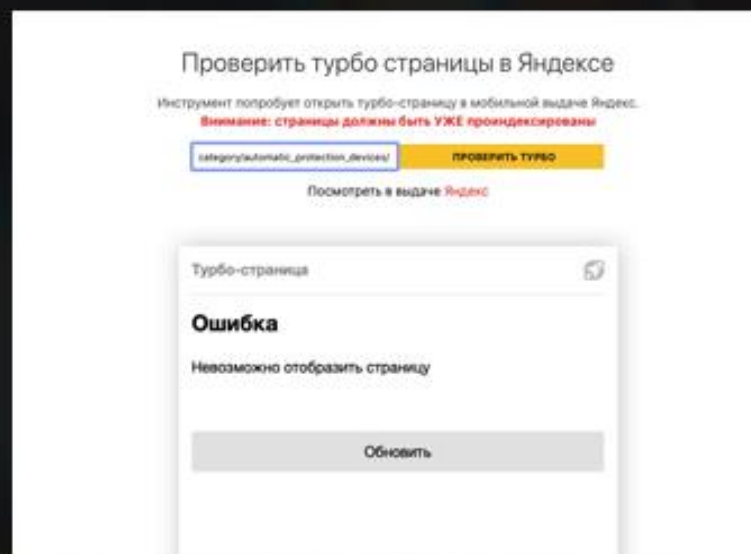 Проверить турбо страницы в Яндексе
Инструмент попробует открыть турбо-страницу в мобильной выдаче Яндекс.
Внимание: страницы должны быть УЖЕ проиндексированы
category/automatic_protection_devices/ ПРОВЕРИТЬ ТУРБО
Посмотреть в выдаче Яндекс
Турбо-страница
Ошибка
Невозможно отобразить страницу
Обновить